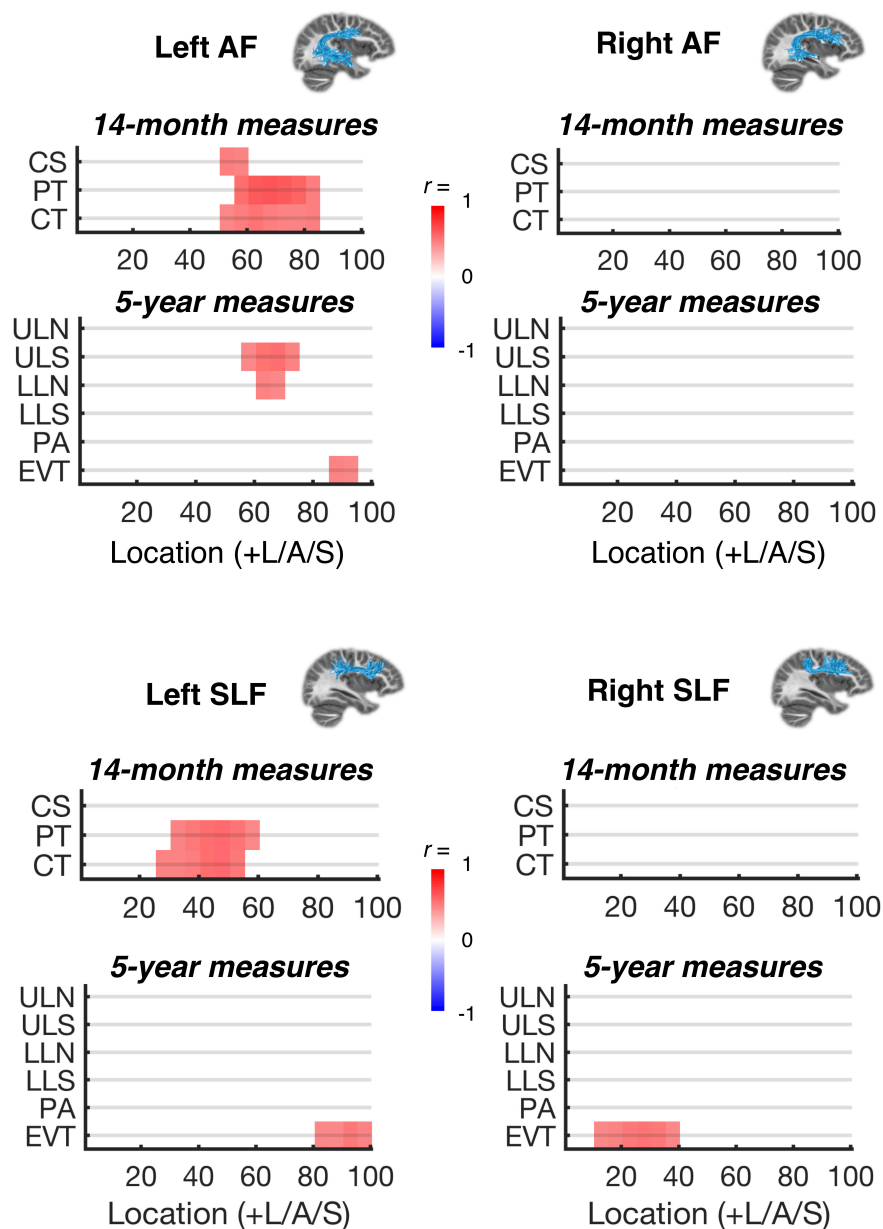 Left AF
Right AF
14-month measures
14-month measures
CS
PT
CT
20 40 60 80 100
r =
1
0
-1
CS
PT
CT
20 40 60 80 100
5-year measures
5-year measures
ULN
ULS
LLN
LLS
PA
EVT
20 40 60 80 100
Location (+L/A/S)
ULN
ULS
LLN
LLS
PA
EVT
20 40 60 80 100
Location (+L/A/S)
Left SLF
Right SLF
14-month measures
14-month measures
CS
PT
CT
20 40 60 80 100
r =
1
0
-1
CS
PT
CT
20 40 60 80 100
5-year measures
5-year measures
ULN
ULS
LLN
LLS
PA
EVT
20 40 60 80 100
Location (+L/A/S)
ULN
ULS
LLN
LLS
PA
EVT
20 40 60 80 100
Location (+L/A/S)